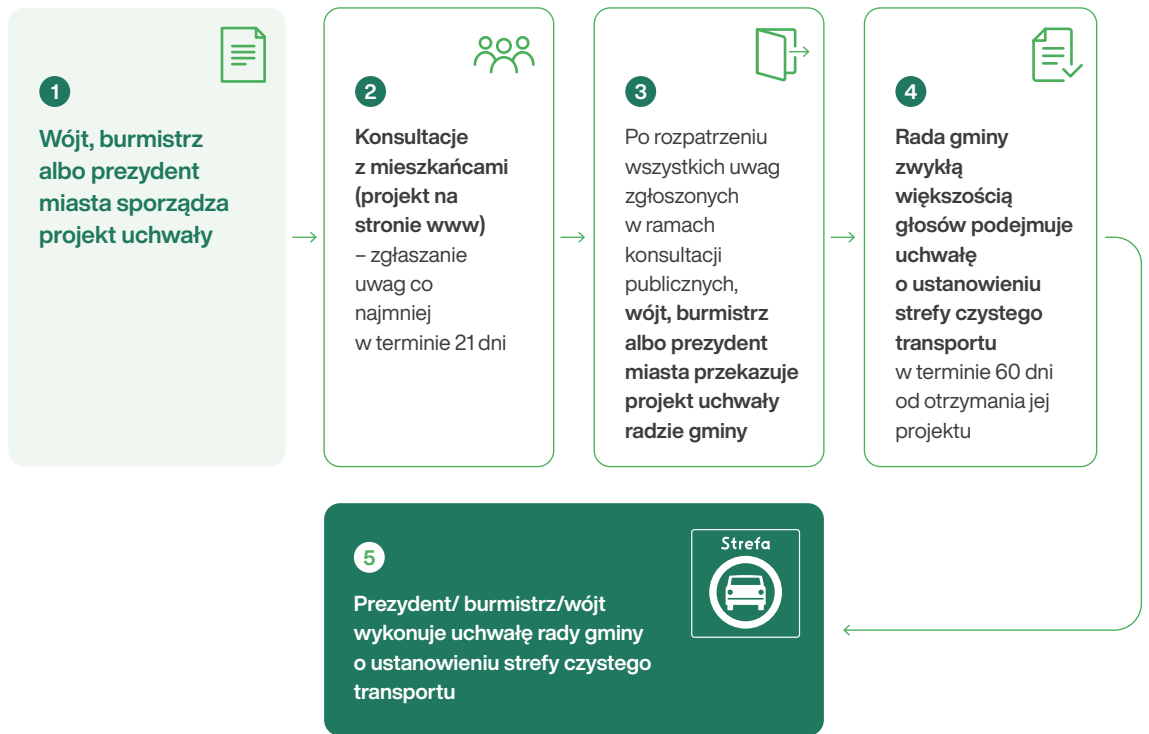 1
Wójt, burmistrz
albo prezydent
miasta sporządza
projekt uchwały
2
Konsultacje
z mieszkańcami
(projekt na
stronie www)
– zgłaszanie
uwag co
najmniej
w terminie 21 dni
3
Po rozpatrzeniu
wszystkich uwag
zgłoszonych
w ramach
konsultacji
publicznych,
wójt, burmistrz
albo prezydent
miasta przekazuje
projekt uchwały
radzie gminy
4
Rada gminy
zwykłą
większością
głosów podejmuje
uchwałę
o ustanowieniu
strefy czystego
transportu
w terminie 60 dni
od otrzymania jej
projektu
5
Prezydent/ burmistrz/wójt
wykonuje uchwałę rady gminy
o ustanowieniu strefy czystego
transportu
Strefa